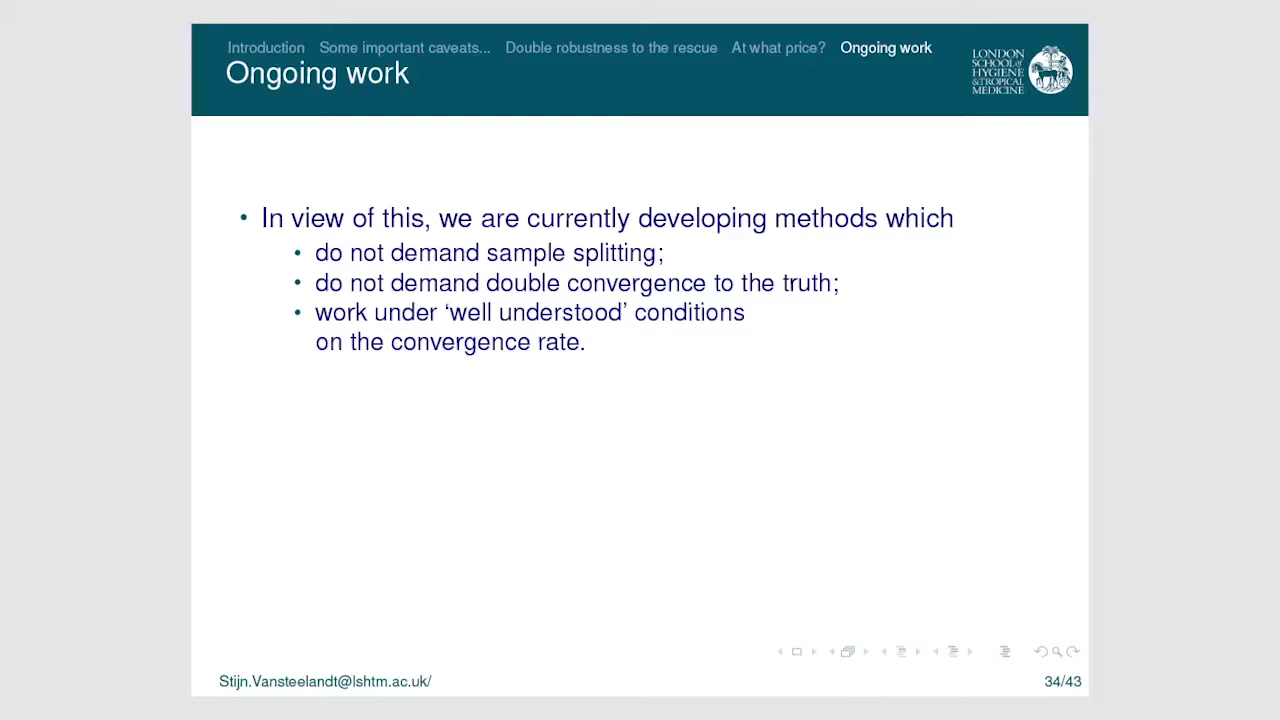 Introduction Some important caveats... Double robustness to the rescue At what price? Ongoing work
Ongoing work
LONDON
SCHOOL of
HYGIENE
& TROPICAL
MEDICINE
• In view of this, we are currently developing methods which
• do not demand sample splitting;
• do not demand double convergence to the truth;
• work under ‘well understood’ conditions
on the convergence rate.
Stijn.Vansteelandt@lshtm.ac.uk/ 34/43